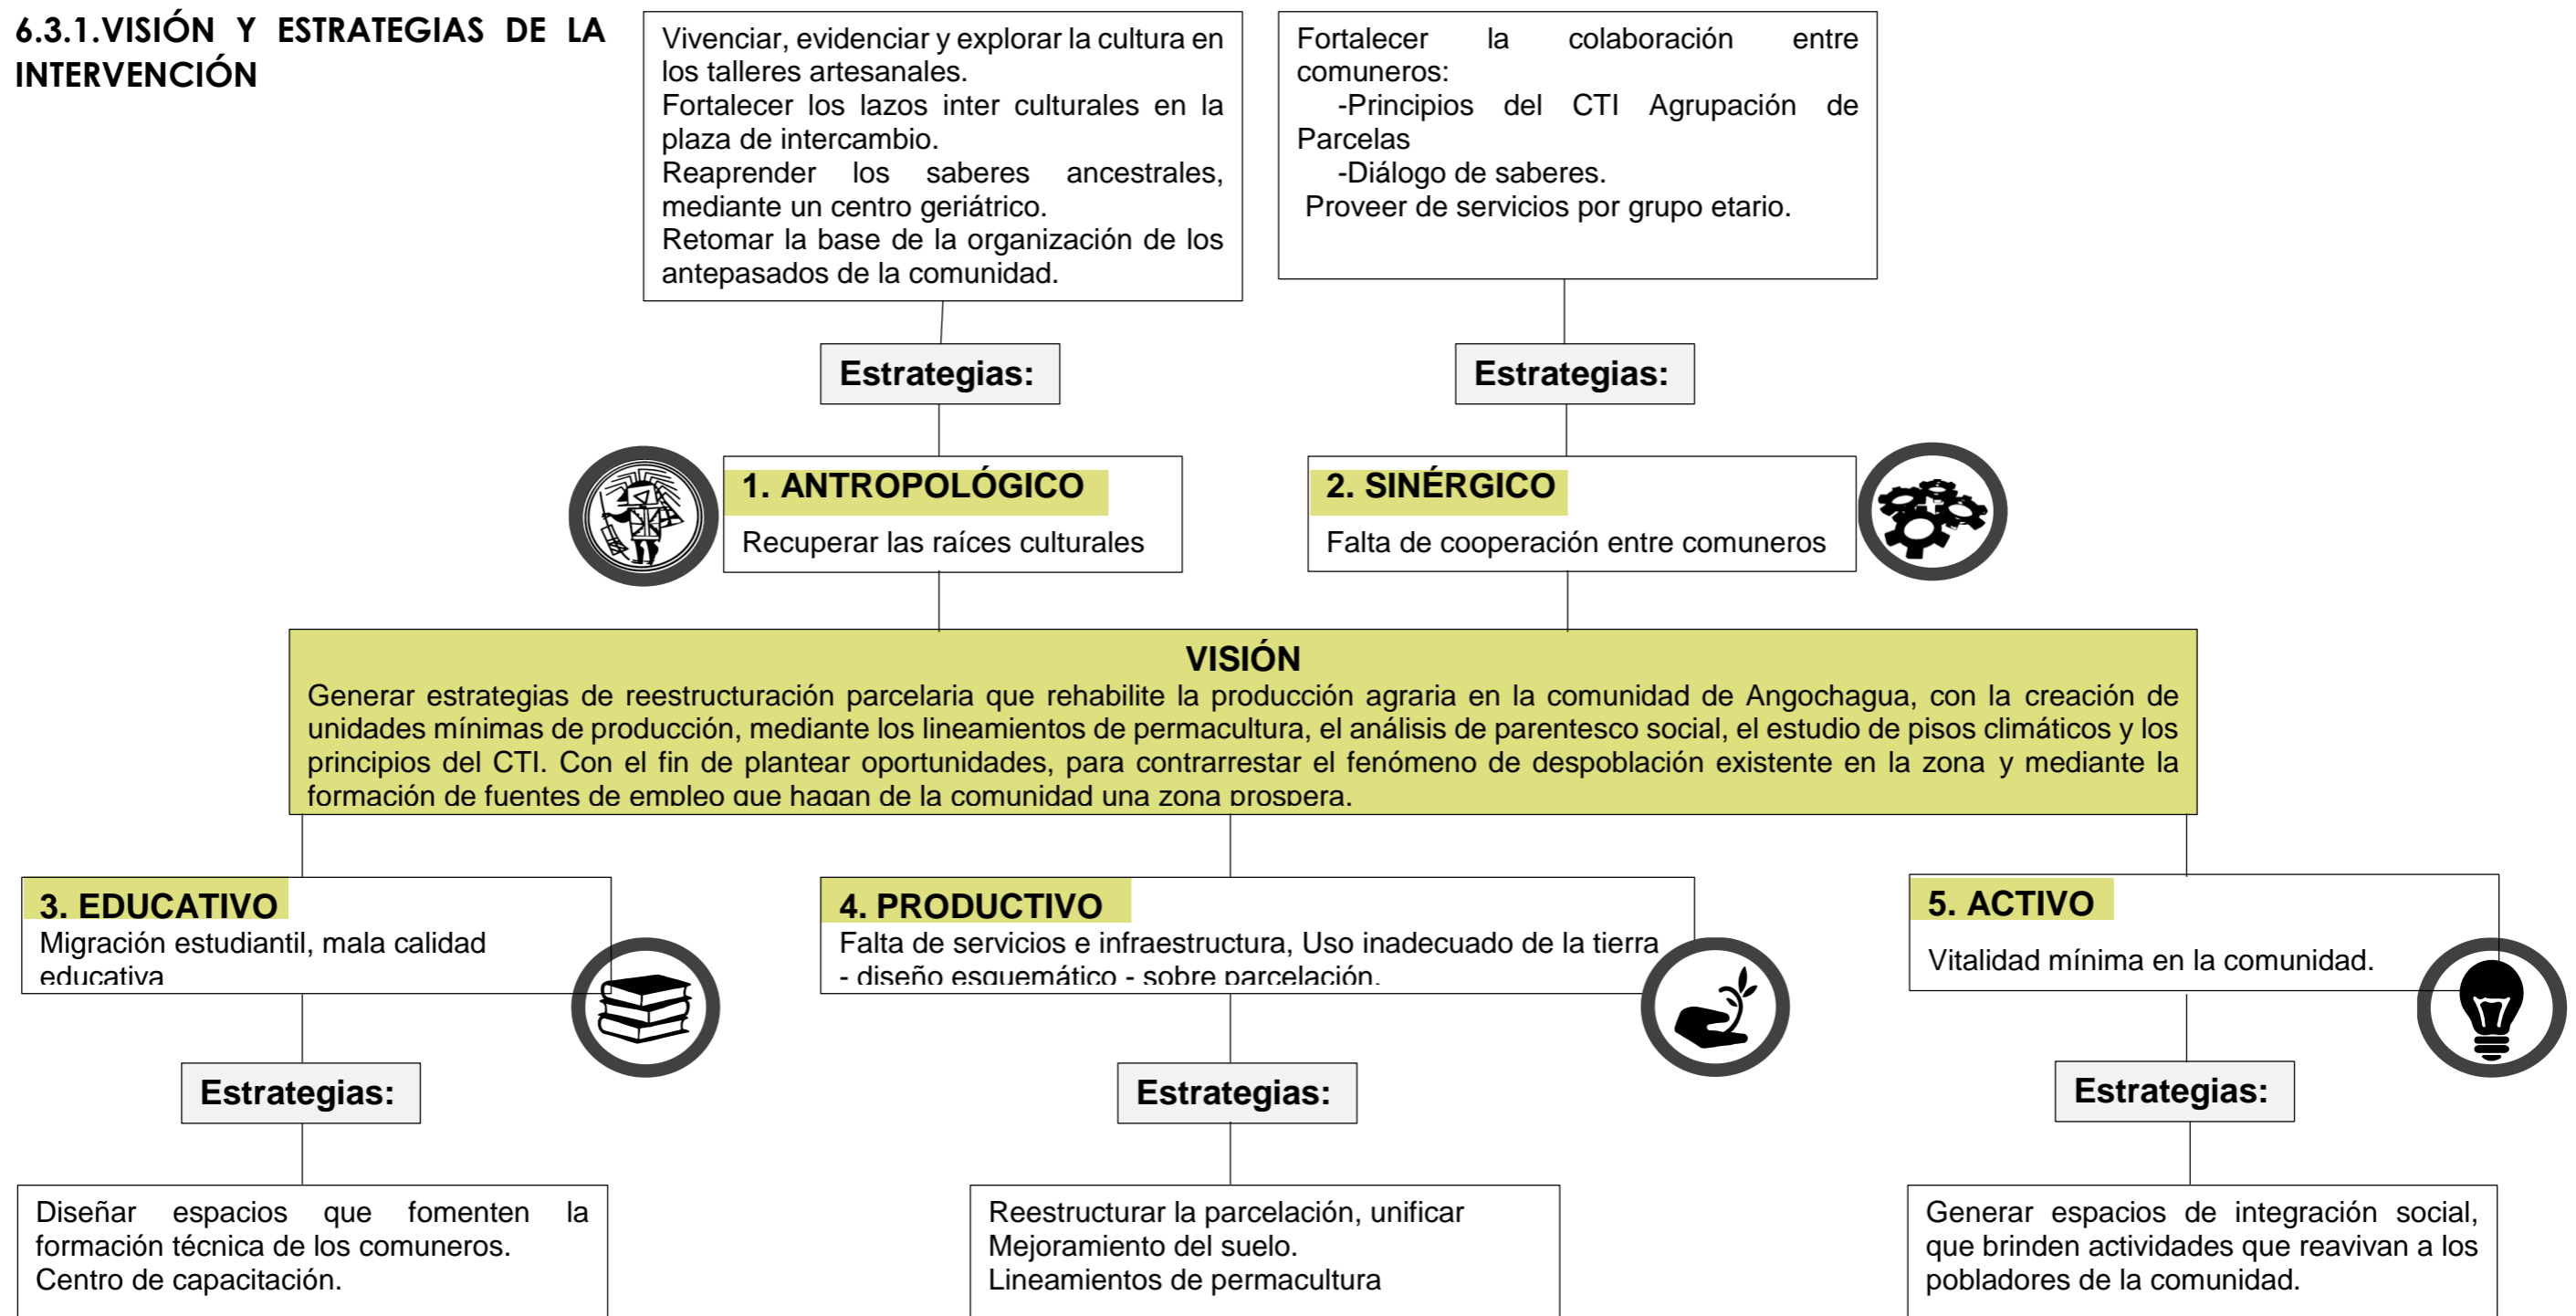 6.3.1.VISIÓN Y ESTRATEGIAS DE LA
INTERVENCIÓN
Vivenciar, evidenciar y explorar la cultura en
los talleres artesanales.
Fortalecer los lazos inter culturales en la
plaza de intercambio.
Reaprender los saberes ancestrales,
mediante un centro geriátrico.
Retomar la base de la organización de los
antepasados de la comunidad.
Fortalecer la colaboración entre
comuneros:
-Principios del CTI Agrupación de
Parcelas
-Diálogo de saberes.
Proveer de servicios por grupo etario.
Estrategias:
Estrategias:
1. ANTROPOLÓGICO
Recuperar las raíces culturales
2. SINÉRGICO
Falta de cooperación entre comuneros
VISIÓN
Generar estrategias de reestructuración parcelaria que rehabilite la producción agraria en la comunidad de Angochagua, con la creación de
unidades mínimas de producción, mediante los lineamientos de permacultura, el análisis de parentesco social, el estudio de pisos climáticos y los
principios del CTI. Con el fin de plantear oportunidades, para contrarrestar el fenómeno de despoblación existente en la zona y mediante la
formación de fuentes de empleo que hagan de la comunidad una zona prospera.
3. EDUCATIVO
Migración estudiantil, mala calidad
educativa
4. PRODUCTIVO
Falta de servicios e infraestructura, Uso inadecuado de la tierra
- diseño esquemático - sobre parcelación.
5. ACTIVO
Vitalidad mínima en la comunidad.
Estrategias:
Estrategias:
Estrategias:
Diseñar espacios que fomenten la
formación técnica de los comuneros.
Centro de capacitación.
Reestructurar la parcelación, unificar
Mejoramiento del suelo.
Lineamientos de permacultura
Generar espacios de integración social,
que brinden actividades que reavivan a los
pobladores de la comunidad.